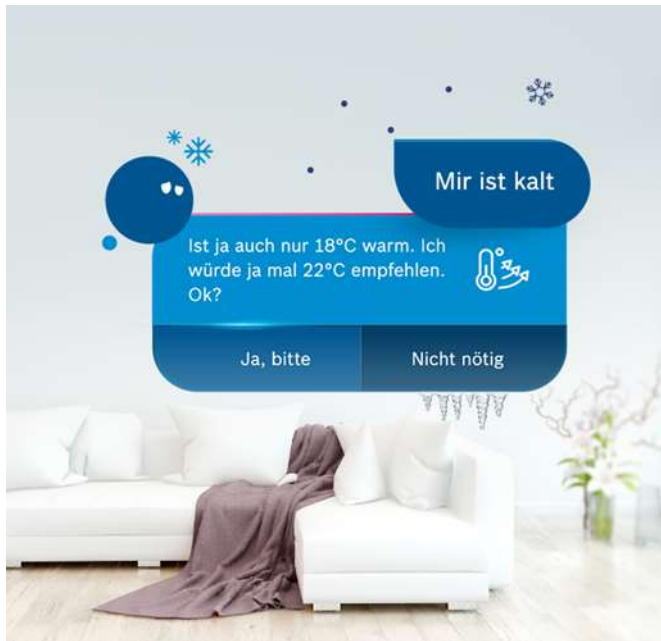 Mir ist kalt
Ist ja auch nur 18°C warm. Ich
würde ja mal 22°C empfehlen.
Ok?
Ja, bitte
Nicht nötig